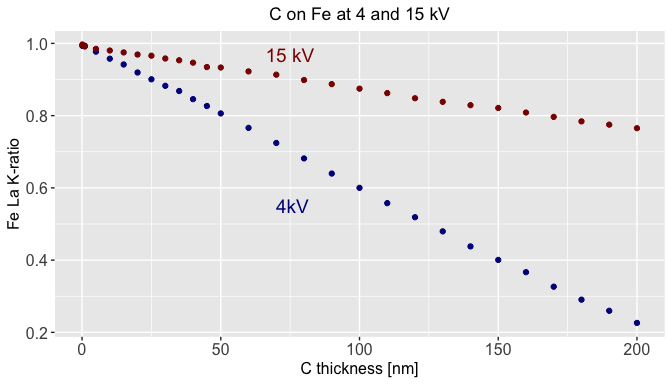 C on Fe at 4 and 15 kV
1.0
15 kV
0.8
Fe La K-ratio
0.6
4kV
0.4
0.2
0 50 100 150 200
C thickness [nm]